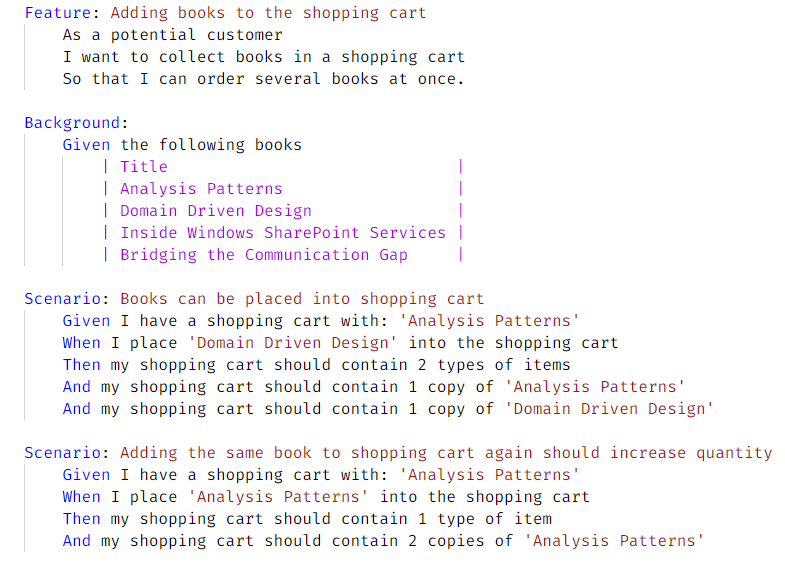 Feature: Adding books to the shopping cart
As a potential customer
I want to collect books in a shopping cart
So that I can order several books at once.
Background:
Given the following books
| Title |
| Analysis Patterns |
| Domain Driven Design |
| Inside Windows SharePoint Services |
| Bridging the Communication Gap |
Scenario: Books can be placed into shopping cart
Given I have a shopping cart with: 'Analysis Patterns'
When I place 'Domain Driven Design' into the shopping cart
Then my shopping cart should contain 2 types of items
And my shopping cart should contain 1 copy of 'Analysis Patterns'
And my shopping cart should contain 1 copy of 'Domain Driven Design'
Scenario: Adding the same book to shopping cart again should increase quantity
Given I have a shopping cart with: 'Analysis Patterns'
When I place 'Analysis Patterns' into the shopping cart
Then my shopping cart should contain 1 type of item
And my shopping cart should contain 2 copies of 'Analysis Patterns'